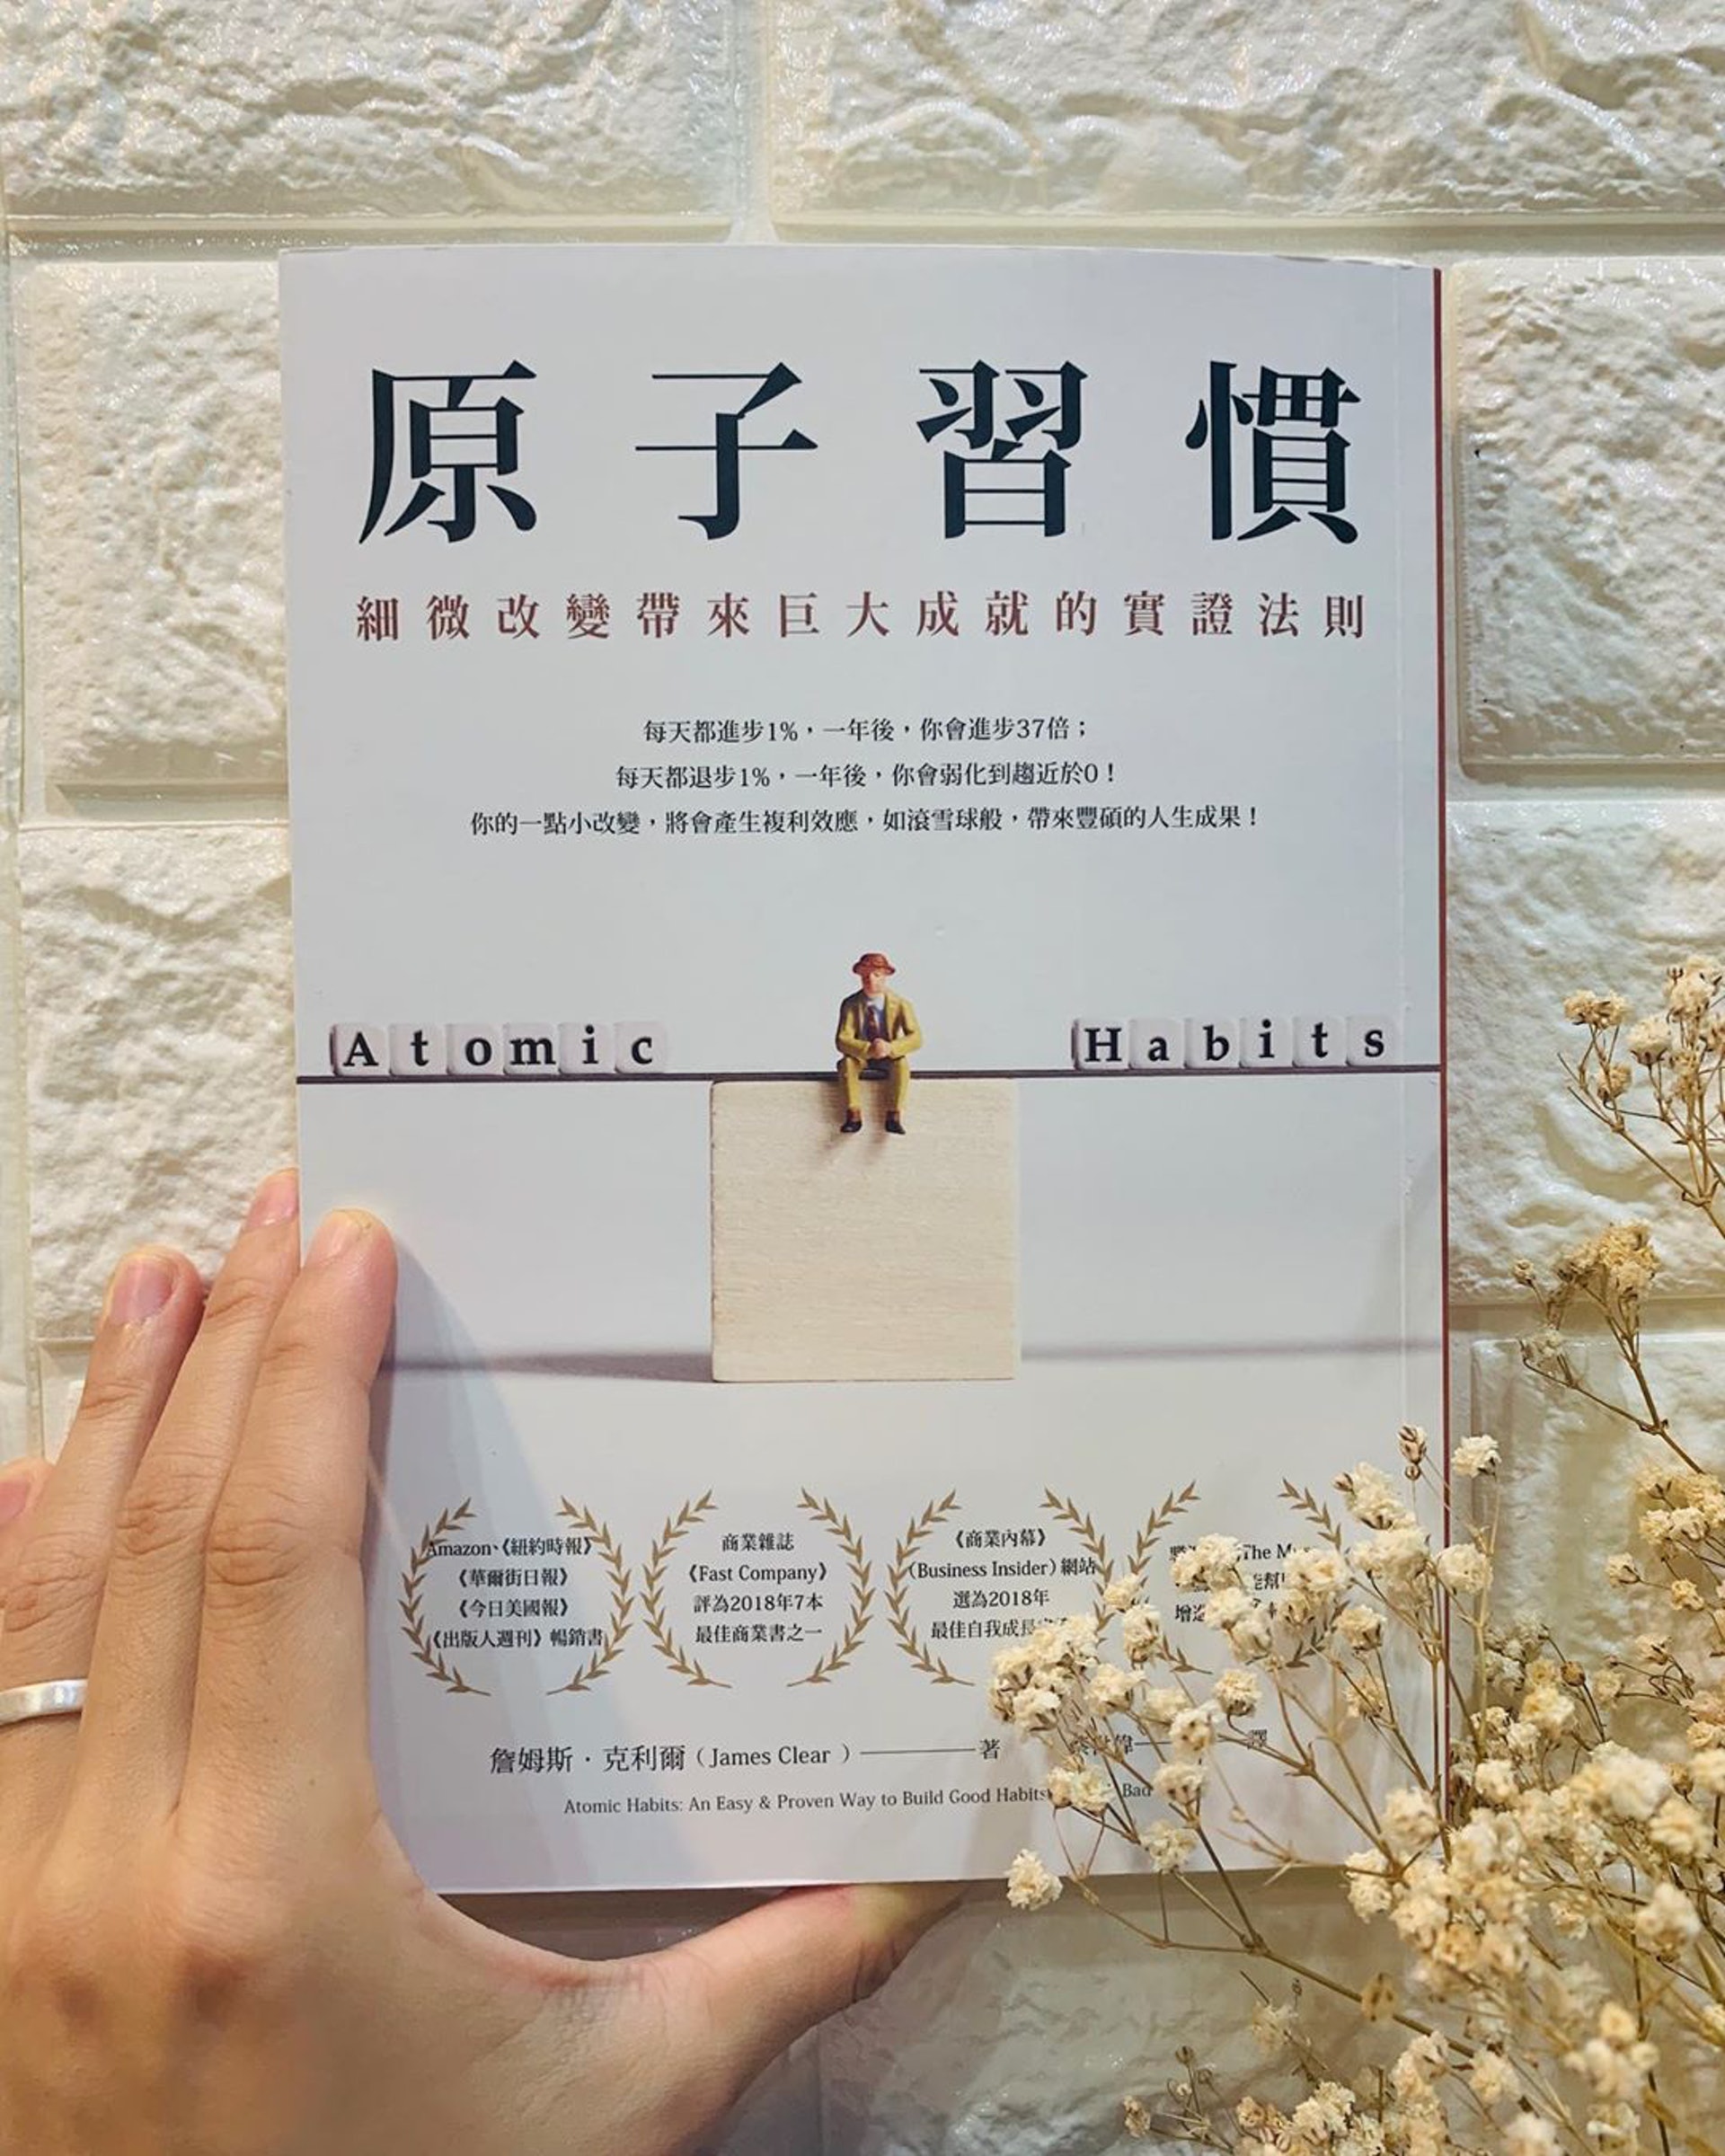 原子習慣
細微改變帶來巨大成就的實證法則
每天都進步1%，一年後，你會進步37倍；
每天都退步1%，一年後，你會弱化到趨近於0！
你的一點小改變，將會產生複利效應，如滾雪球般，帶來豐碩的人生成果！
Atomic Habits
Amazon、《紐約時報》
《華爾街日報》
《今日美國報》
《出版人週刊》暢銷書
商業雜誌
《Fast Company》
評為2018年7本
最佳商業書之一
《商業內幕》
（Business Insider）網站
選為2018年
最佳自我成長
The
增
詹姆斯．克利爾（James Clear）——著
譯
Atomic Habits: An Easy & Proven Way to Build Good Habits Bad